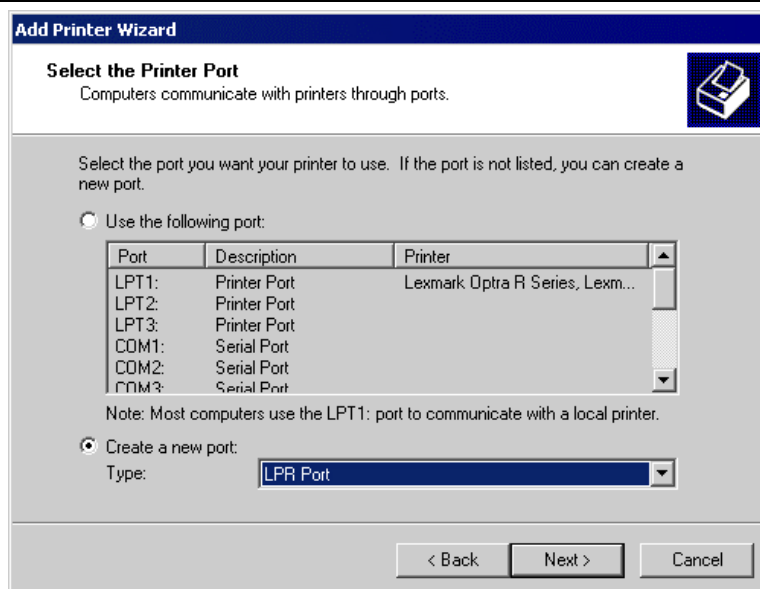 Add Printer Wizard
Select the Printer Port
Computers communicate with printers through ports.
Select the port you want your printer to use.  If the port is not listed, you can create a
new port.
Use the following port:
Port Description Printer
LPT1: Printer Port Lexmark Optra R Series, Lexm...
LPT2: Printer Port
LPT3: Printer Port
COM1: Serial Port
COM2: Serial Port
COM3: Serial Port
Note: Most computers use the LPT1: port to communicate with a local printer.
Create a new port:
Type: LPR Port
< Back Next > Cancel